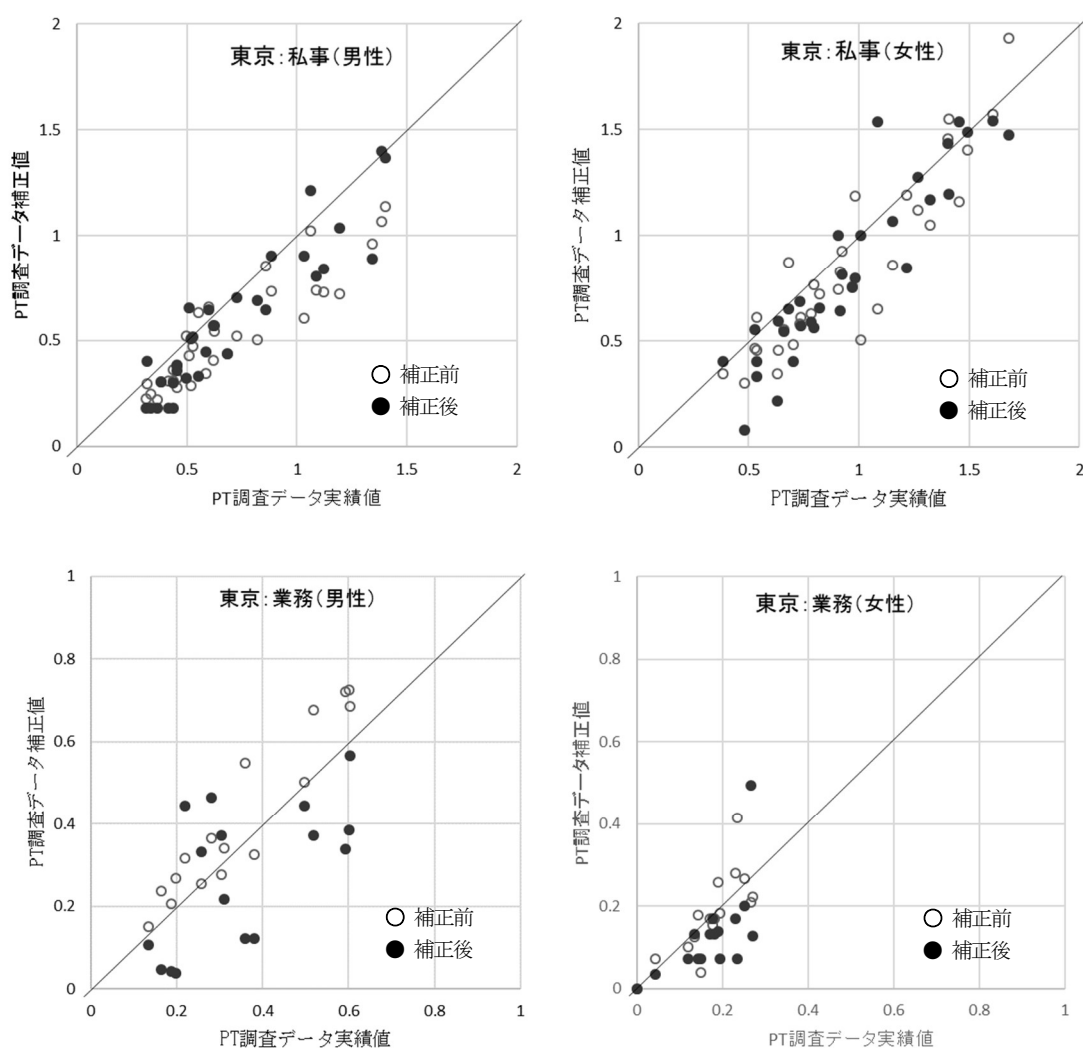 東京：私事（男性）
2
1.5
1
0.5
0
0
0.5
1
1.5
2
PT調査データ補正値
PT調査データ実績値
補正前
補正後
東京：私事（女性）
2
1.5
1
0.5
0
0
0.5
1
1.5
2
PT調査データ補正値
PT調査データ実績値
補正前
補正後
東京：業務（男性）
1
0.8
0.6
0.4
0.2
0
0
0.2
0.4
0.6
0.8
1
PT調査データ補正値
PT調査データ実績値
補正前
補正後
東京：業務（女性）
1
0.8
0.6
0.4
0.2
0
0
0.2
0.4
0.6
0.8
1
PT調査データ補正値
PT調査データ実績値
補正前
補正後